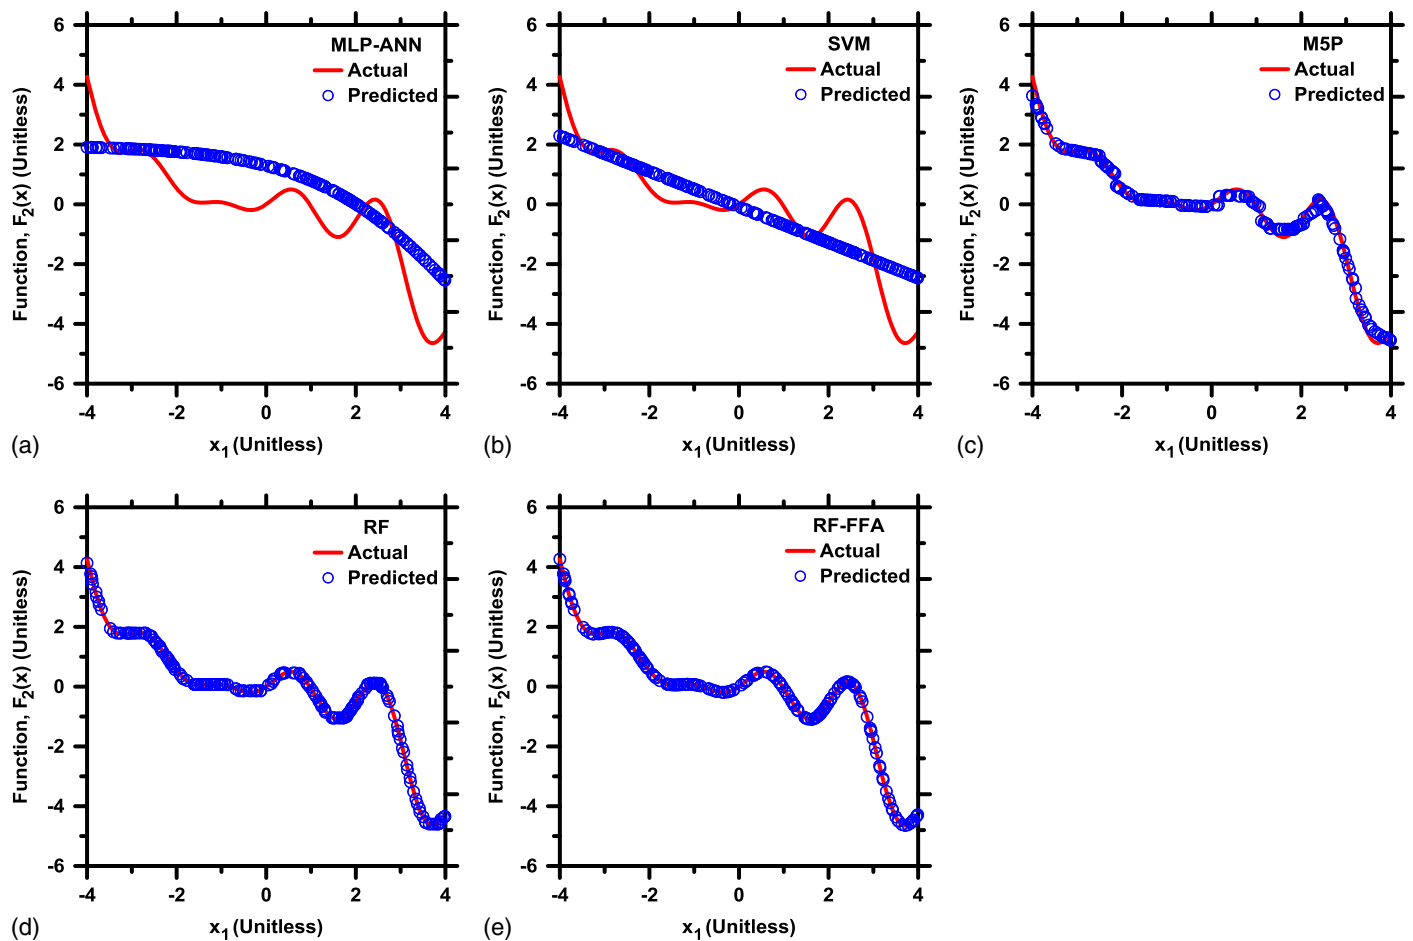 6
4
2
0
-2
-4
-6
Function, F2(x) (Unitless)
MLP-ANN
Actual
Predicted
-4 -2 0 2 4
x1 (Unitless)
(a)
6
4
2
0
-2
-4
-6
Function, F2(x) (Unitless)
SVM
Actual
Predicted
-4 -2 0 2 4
x1 (Unitless)
(b)
6
4
2
0
-2
-4
-6
Function, F2(x) (Unitless)
M5P
Actual
Predicted
-4 -2 0 2 4
x1 (Unitless)
(c)
6
4
2
0
-2
-4
-6
Function, F2(x) (Unitless)
RF
Actual
Predicted
-4 -2 0 2 4
x1 (Unitless)
(d)
6
4
2
0
-2
-4
-6
Function, F2(x) (Unitless)
RF-FFA
Actual
Predicted
-4 -2 0 2 4
x1 (Unitless)
(e)